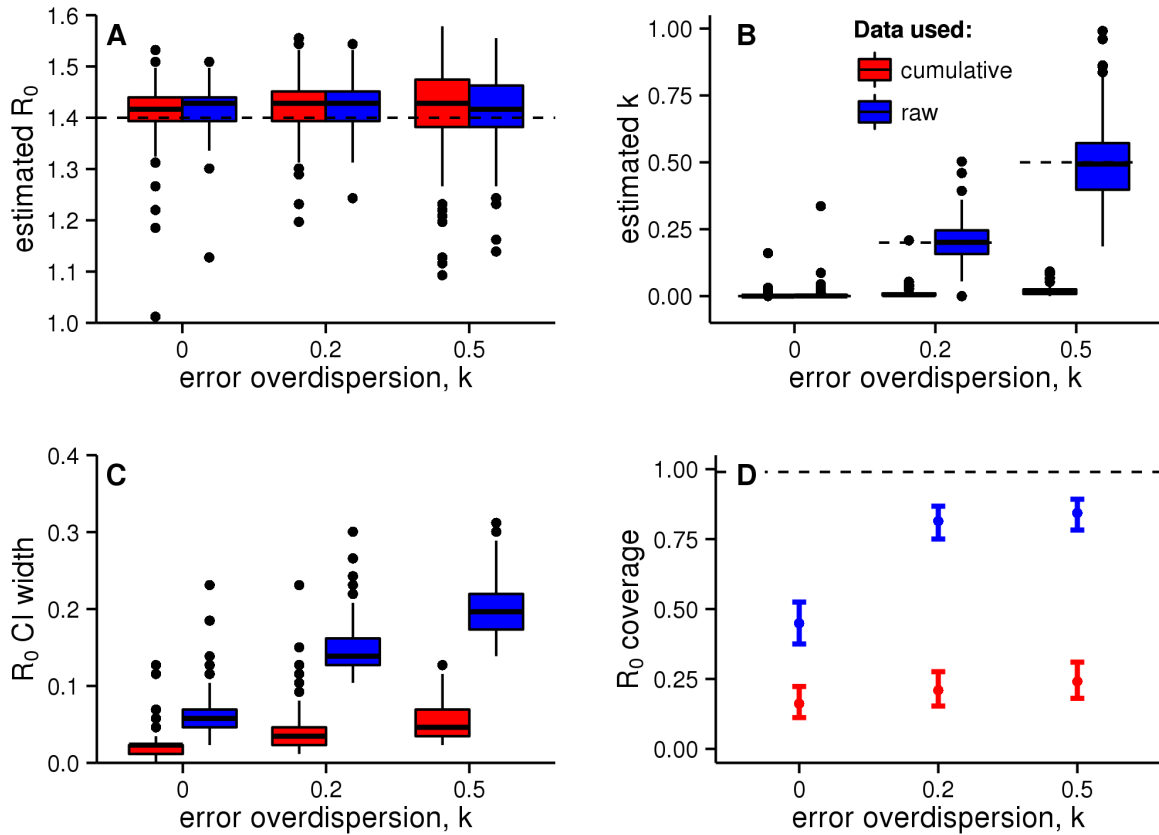 A
estimated R0
1.6
1.5
1.4
1.3
1.2
1.1
1.0
0 0.2 0.5
error overdispersion, k
B
Data used:
cumulative
raw
estimated k
1.00
0.75
0.50
0.25
0.00
0 0.2 0.5
error overdispersion, k
C
R0 CI width
0.4
0.3
0.2
0.1
0.0
0 0.2 0.5
error overdispersion, k
D
R0 coverage
1.00
0.75
0.50
0.25
0.00
0 0.2 0.5
error overdispersion, k